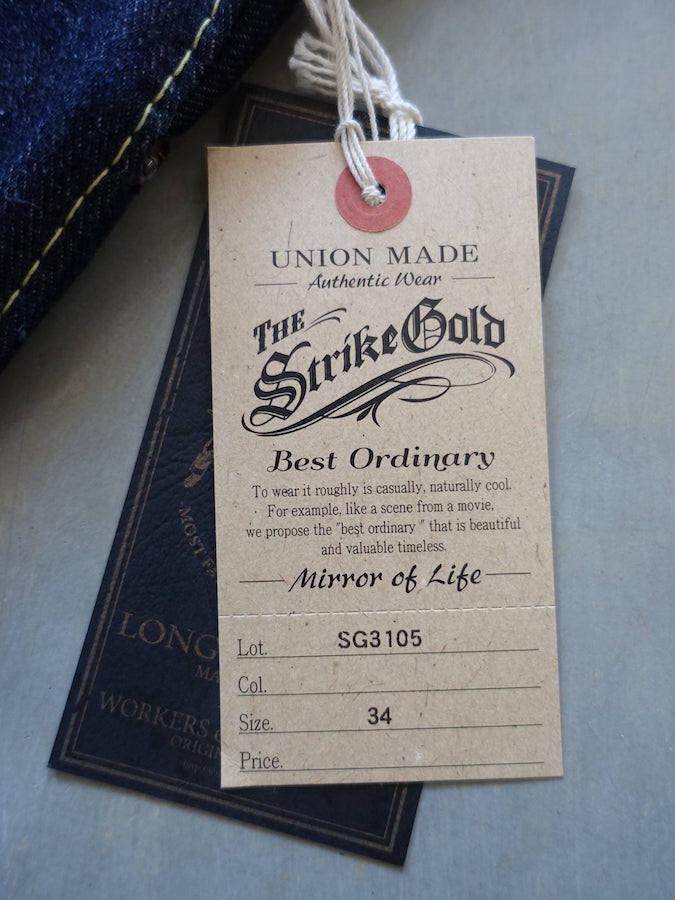 UNION MADE
Authentic Wear
THE
StrikeGold
Best Ordinary
To wear it roughly is casually, naturally cool.
For example, like a scene from a movie,
we propose the "best ordinary " that is beautiful
and valuable timeless.
Mirror of Life
Lot. SG3105
Col.
Size. 34
Price.
MOST
LONG
WORKERS